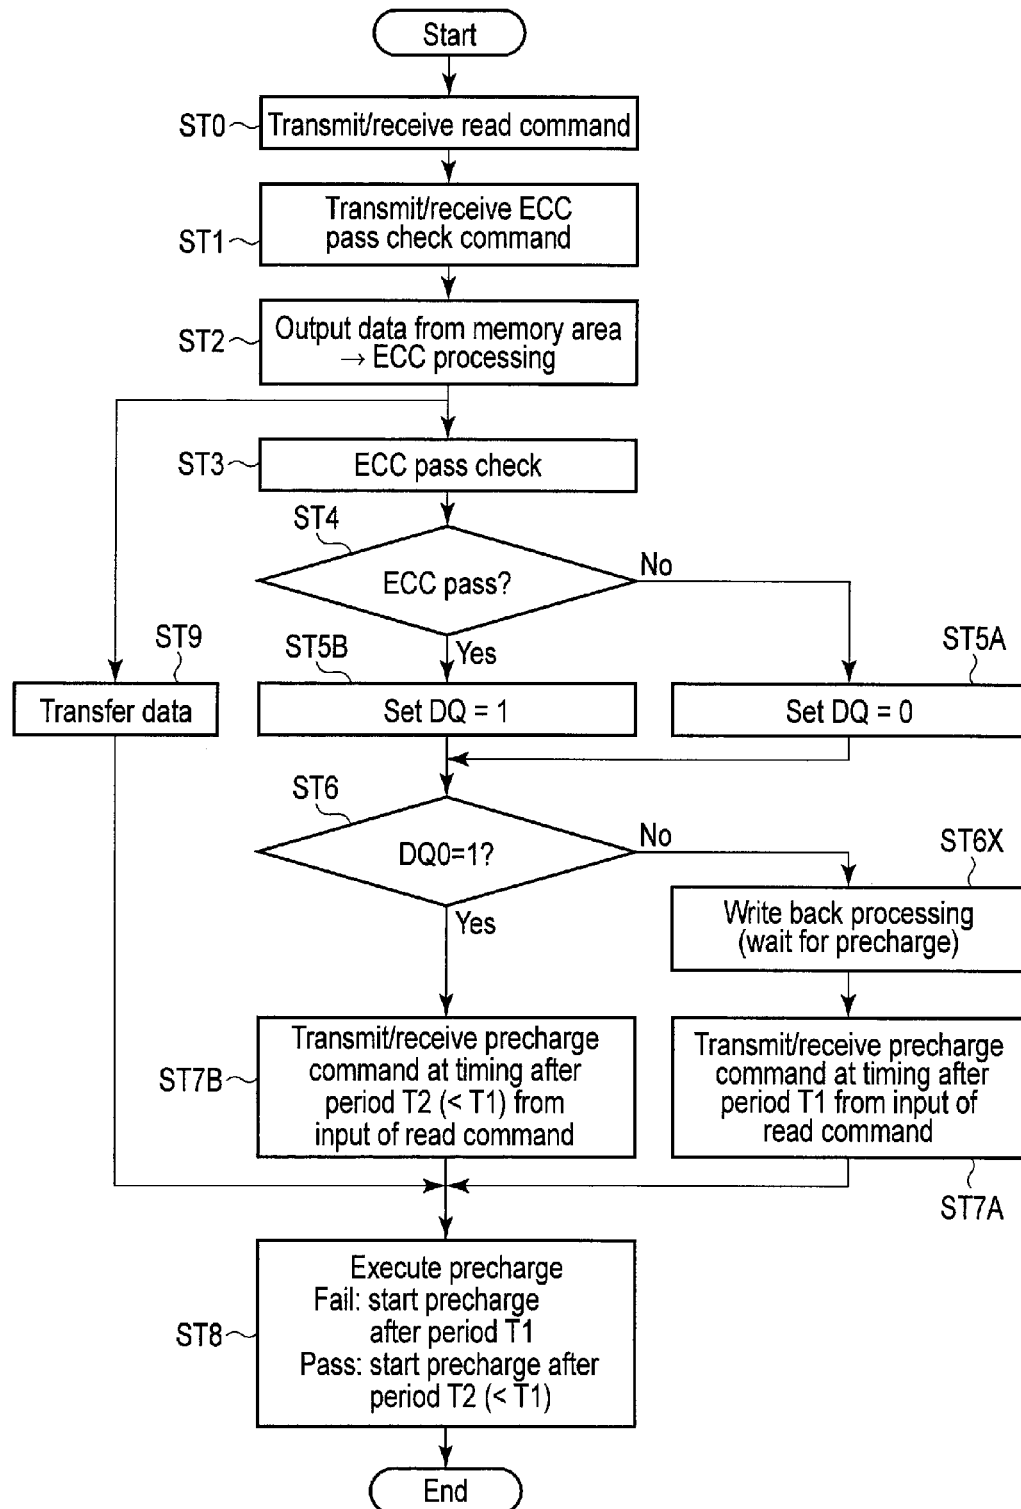 Start
ST0
Transmit/receive read command
ST1
Transmit/receive ECC
pass check command
ST2
Output data from memory area
→ ECC processing
ST3
ECC pass check
ST4
ECC pass?
No
Yes
ST9
Transfer data
ST5B
Set DQ = 1
ST5A
Set DQ = 0
ST6
DQ0=1?
No
Yes
ST6X
Write back processing
(wait for precharge)
ST7B
Transmit/receive precharge
command at timing after
period T2 (< T1) from
input of read command
Transmit/receive precharge
command at timing after
period T1 from input of
read command
ST7A
ST8
Execute precharge
Fail: start precharge
after period T1
Pass: start precharge after
period T2 (< T1)
End